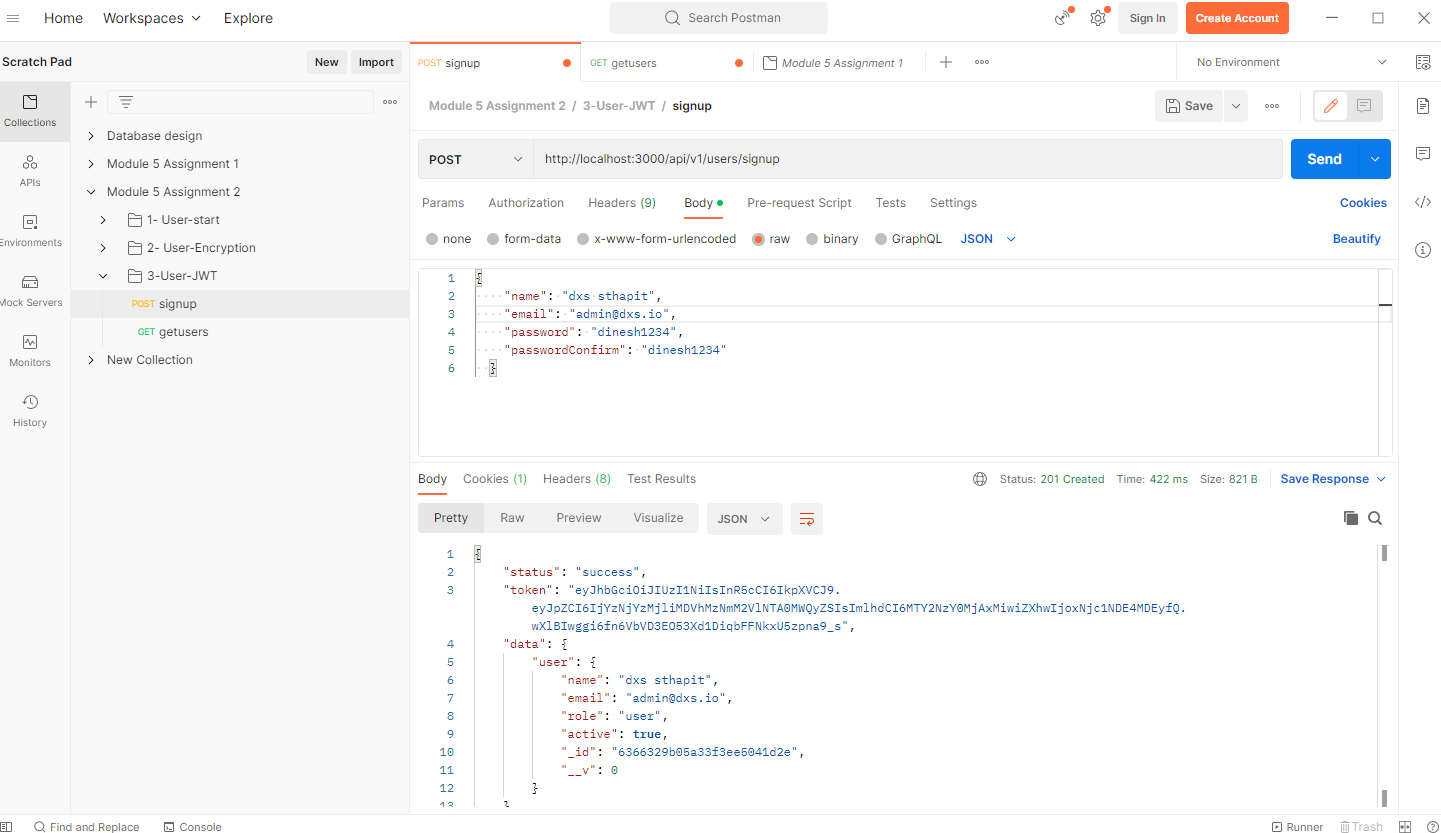 Home Workspaces Explore Search Postman Sign In Create Account
Scratch Pad New Import
POST signup GET getusers Module 5 Assignment 1 No Environment
Collections
APIs
Environments
Mock Servers
Monitors
History
Database design
Module 5 Assignment 1
Module 5 Assignment 2
1- User-start
2- User-Encryption
3-User-JWT
POST signup
GET getusers
New Collection
Module 5 Assignment 2 / 3-User-JWT / signup Save
POST http://localhost:3000/api/v1/users/signup Send
Params Authorization Headers (9) Body Pre-request Script Tests Settings Cookies
none form-data x-www-form-urlencoded raw binary GraphQL JSON Beautify
1 {
2 "name": "dxs sthapit",
3 "email": "admin@dxs.io",
4 "password": "dinesh1234",
5 "passwordConfirm": "dinesh1234"
6 }
Body Cookies (1) Headers (8) Test Results Status: 201 Created Time: 422 ms Size: 821 B Save Response
Pretty Raw Preview Visualize JSON
1 {
2 "status": "success",
3 "token": "eyJhbGciOiJIUzI1NiIsInR5cCI6IkpXVCJ9.
eyJpZCI6IjYzNjYzMjliMDVhMzNmM2VlNTA0MWQyZSIsImlhdCI6MTY2NzY0MjAxMiwiZXhwIjoxNjc1NDE4MDEyfQ.
wXlBIwggi6fn6VbVD3EO53Xd1DiqbFFNkxU5zpna9_s",
4 "data": {
5 "user": {
6 "name": "dxs sthapit",
7 "email": "admin@dxs.io",
8 "role": "user",
9 "active": true,
10 "_id": "6366329b05a33f3ee5041d2e",
11 "__v": 0
12 }
13 }
Find and Replace Console Runner Trash